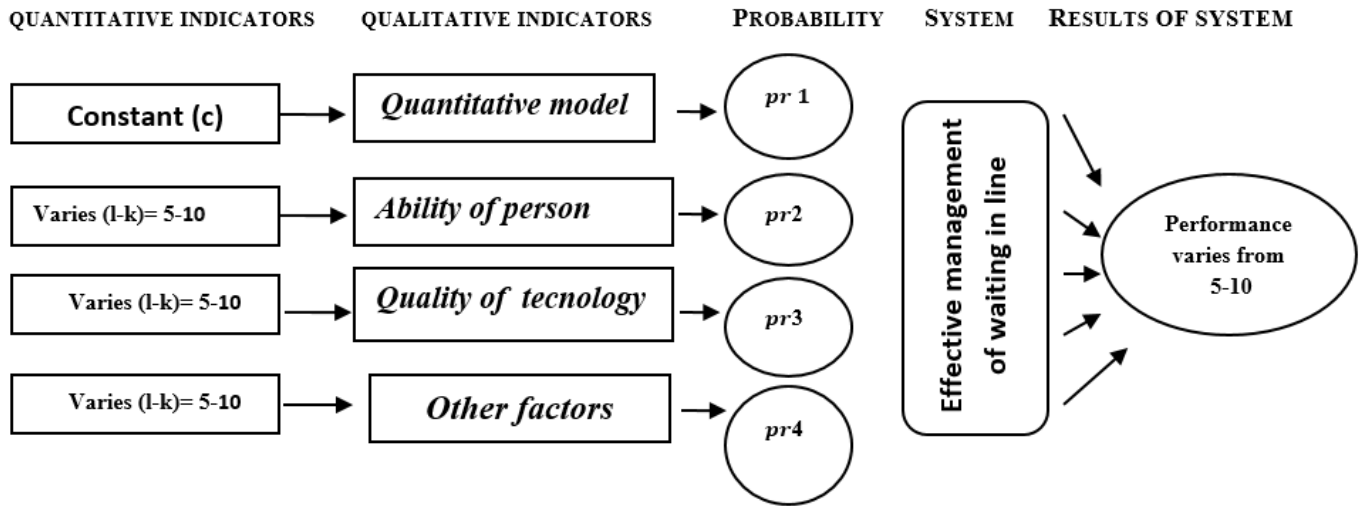 QUANTITATIVE INDICATORS QUALITATIVE INDICATORS PROBABILITY SYSTEM RESULTS OF SYSTEM
Constant (c)
Quantitative model
pr 1
Varies (l-k)= 5-10
Ability of person
pr2
Varies (l-k)= 5-10
Quality of tecnology
pr3
Varies (l-k)= 5-10
Other factors
pr4
Effective management
of waiting in line
Performance
varies from
5-10